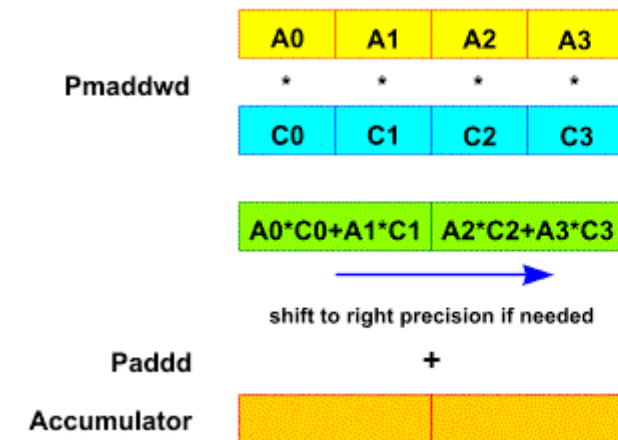 A0 A1 A2 A3
Pmaddwd * * * *
C0 C1 C2 C3
A0*C0+A1*C1 A2*C2+A3*C3
shift to right precision if needed
Paddd +
Accumulator